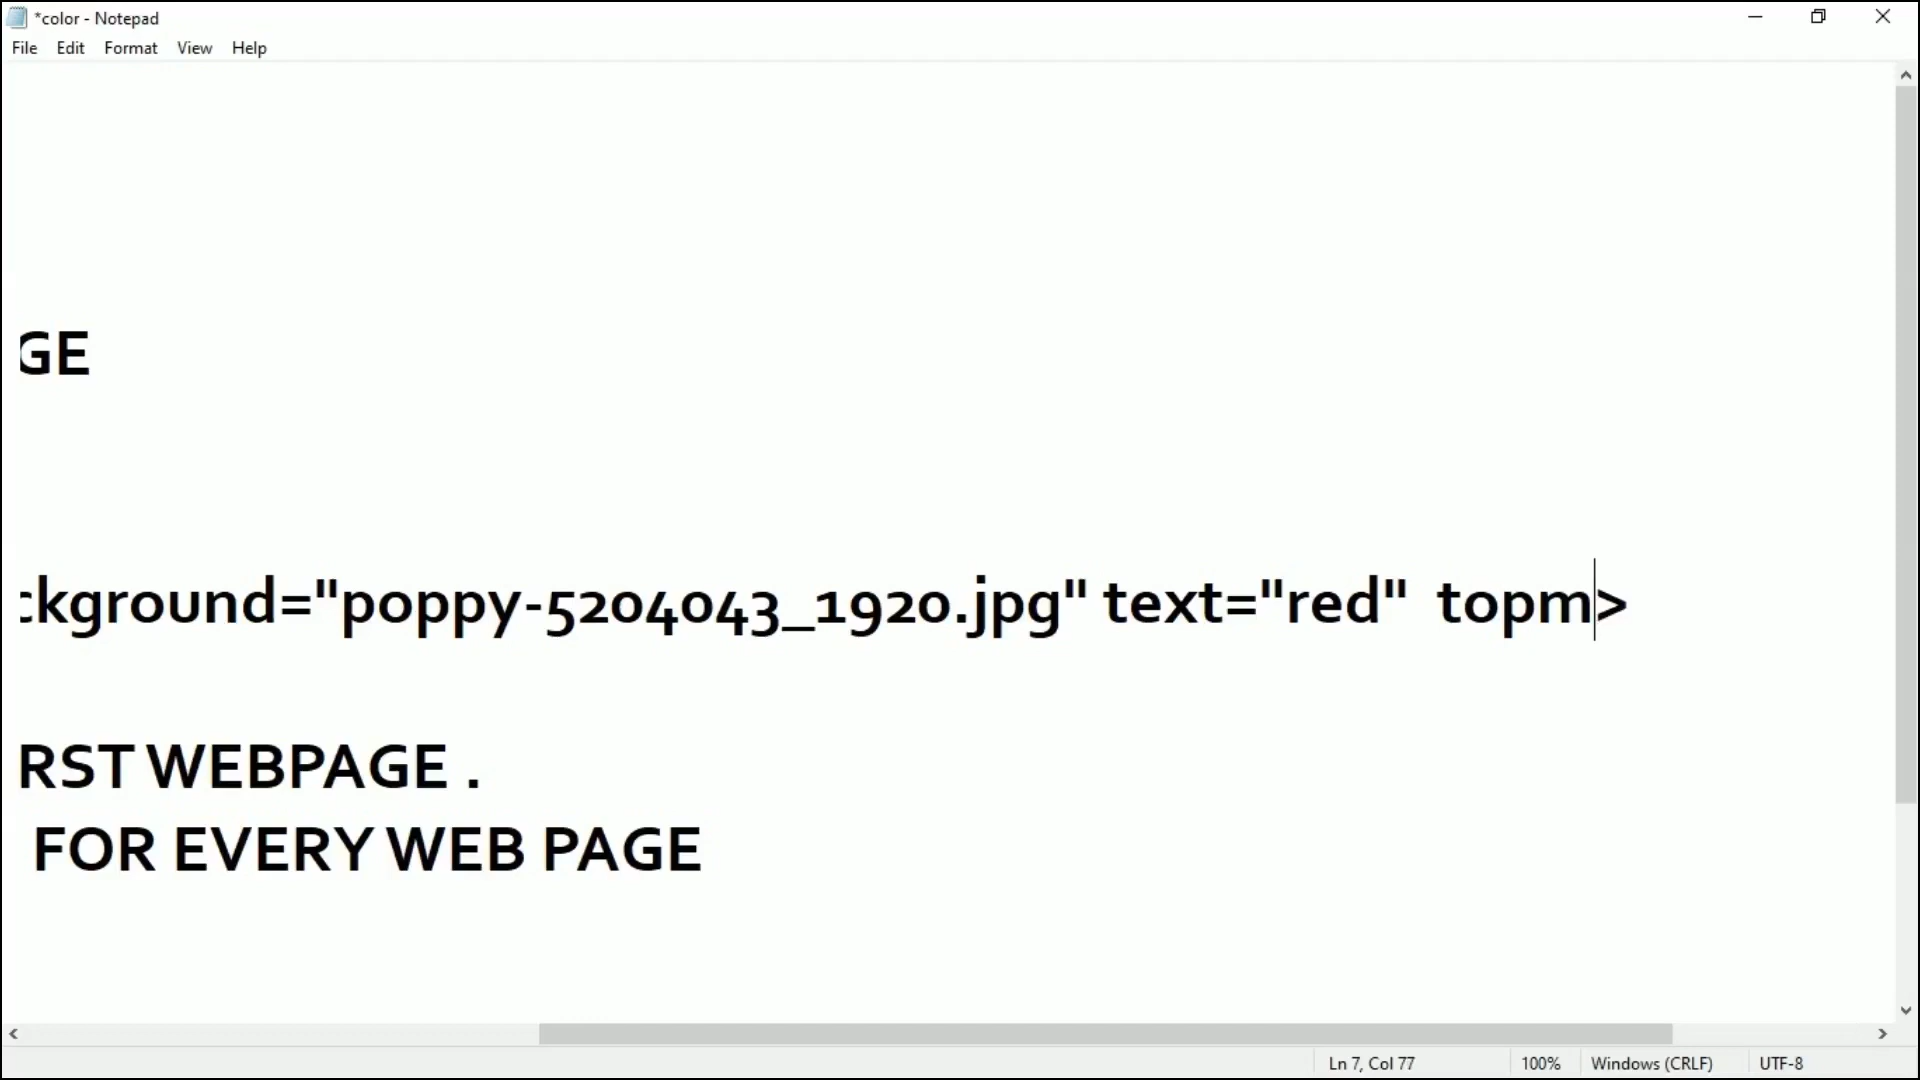 *color - Notepad
File Edit Format View Help
GE
ckground="poppy-5204043_1920.jpg" text="red"  topm>
RST WEBPAGE .
FOR EVERY WEB PAGE
Ln 7, Col 77 100% Windows (CRLF) UTF-8